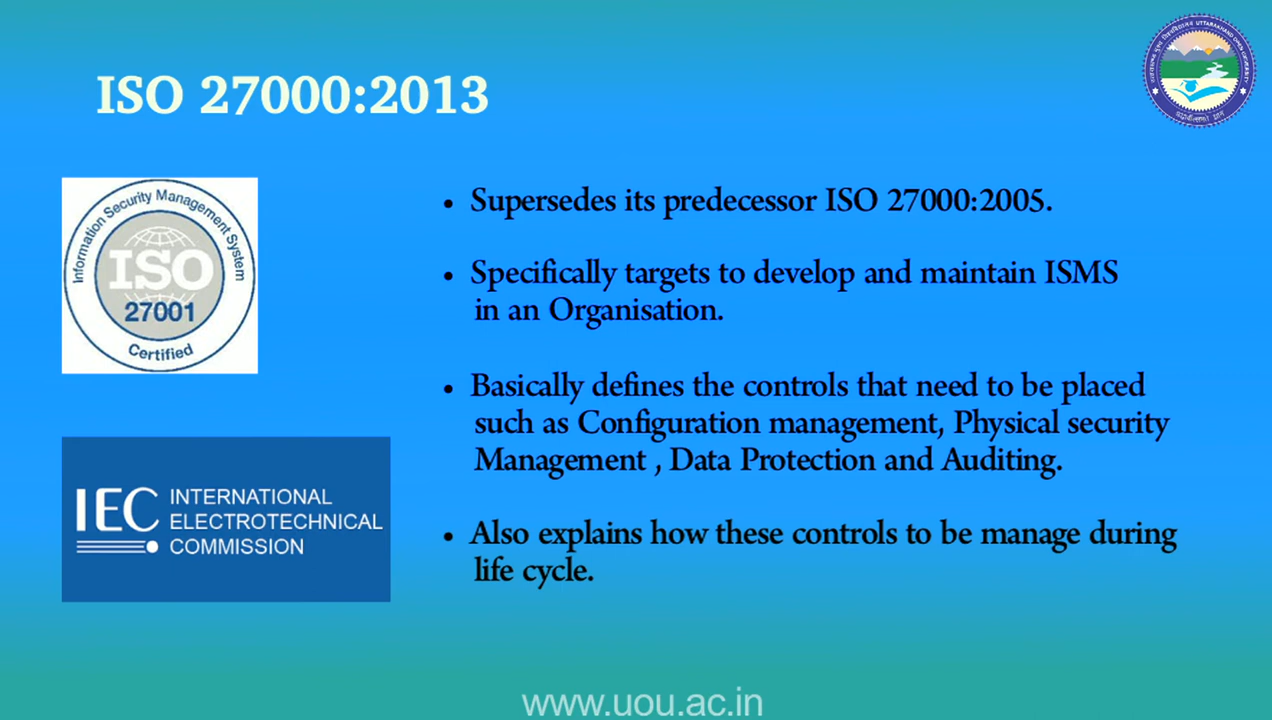 ISO 27000:2013
UTTARAKHAND OPEN UNIVERSITY
Information Security Management System
ISO
27001
Certified
IEC INTERNATIONAL
ELECTROTECHNICAL
COMMISSION
• Supersedes its predecessor ISO 27000:2005.
• Specifically targets to develop and maintain ISMS
in an Organisation.
• Basically defines the controls that need to be placed
such as Configuration management, Physical security
Management , Data Protection and Auditing.
• Also explains how these controls to be manage during
life cycle.
www.uou.ac.in